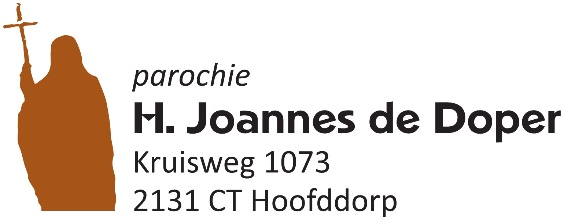 parochie
H. Joannes de Doper
Kruisweg 1073
2131 CT Hoofddorp